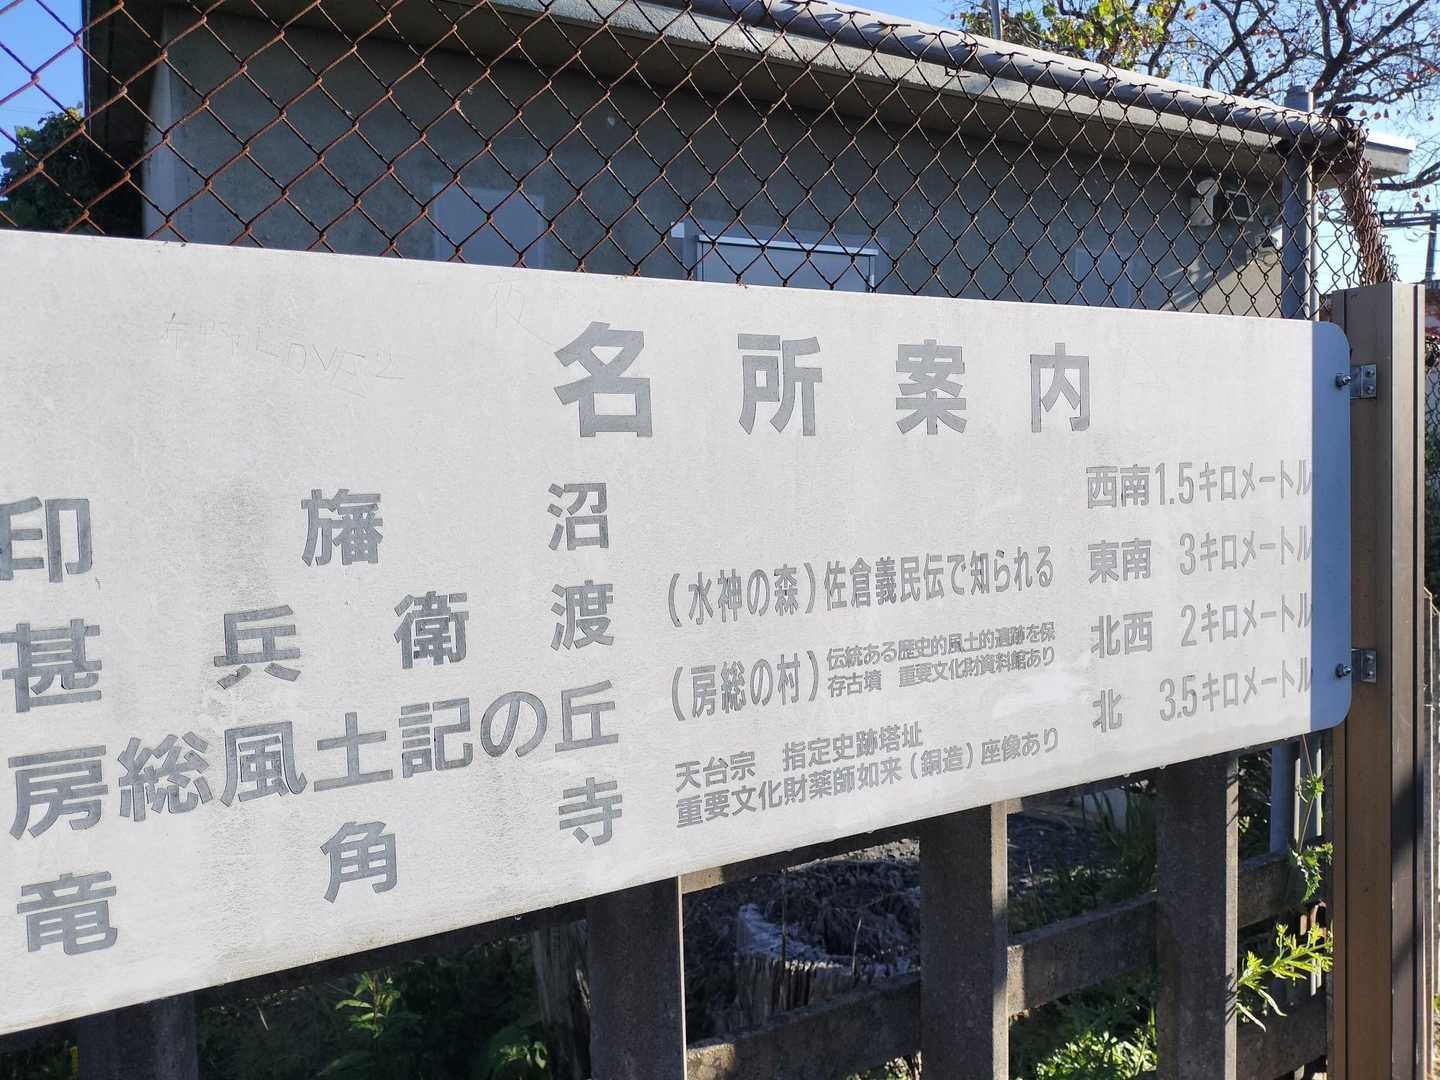 名所案内
印旛沼 西南1.5キロメートル
甚兵衛渡 (水神の森)佐倉義民伝で知られる 東南 3キロメートル
房総風土記の丘 (房総の村) 伝統ある歴史的風土的遺跡を保
存古墳 重要文化財資料館あり 北西 2キロメートル
竜角寺 天台宗 指定史跡塔址
重要文化財薬師如来(銅造)座像あり 北 3.5キロメートル